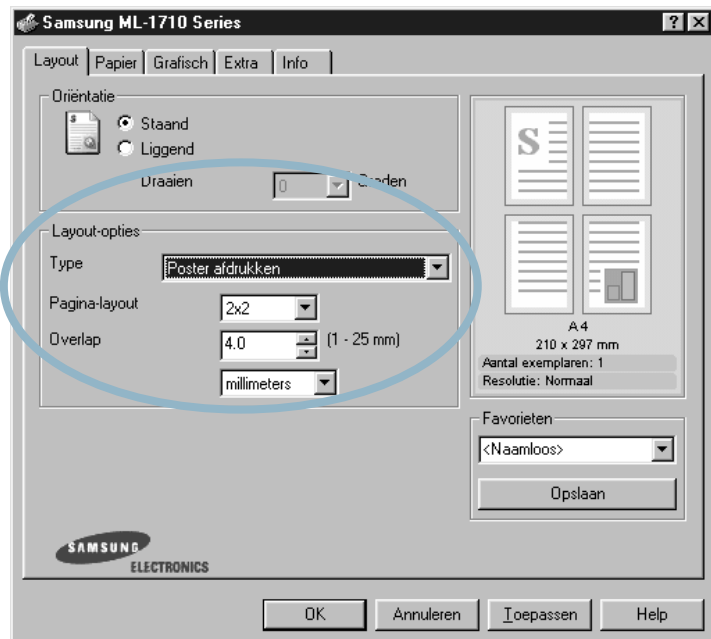 Samsung ML-1710 Series
Layout Papier Grafisch Extra Info
Oriëntatie
Staand
Liggend
Draaien 0 Graden
Layout-opties
Type Poster afdrukken
Pagina-layout 2x2
Overlap 4.0 (1 - 25 mm)
millimeters
S
A4
210 x 297 mm
Aantal exemplaren: 1
Resolutie: Normaal
Favorieten
<Naamloos>
Opslaan
SAMSUNG
ELECTRONICS
OK Annuleren Toepassen Help